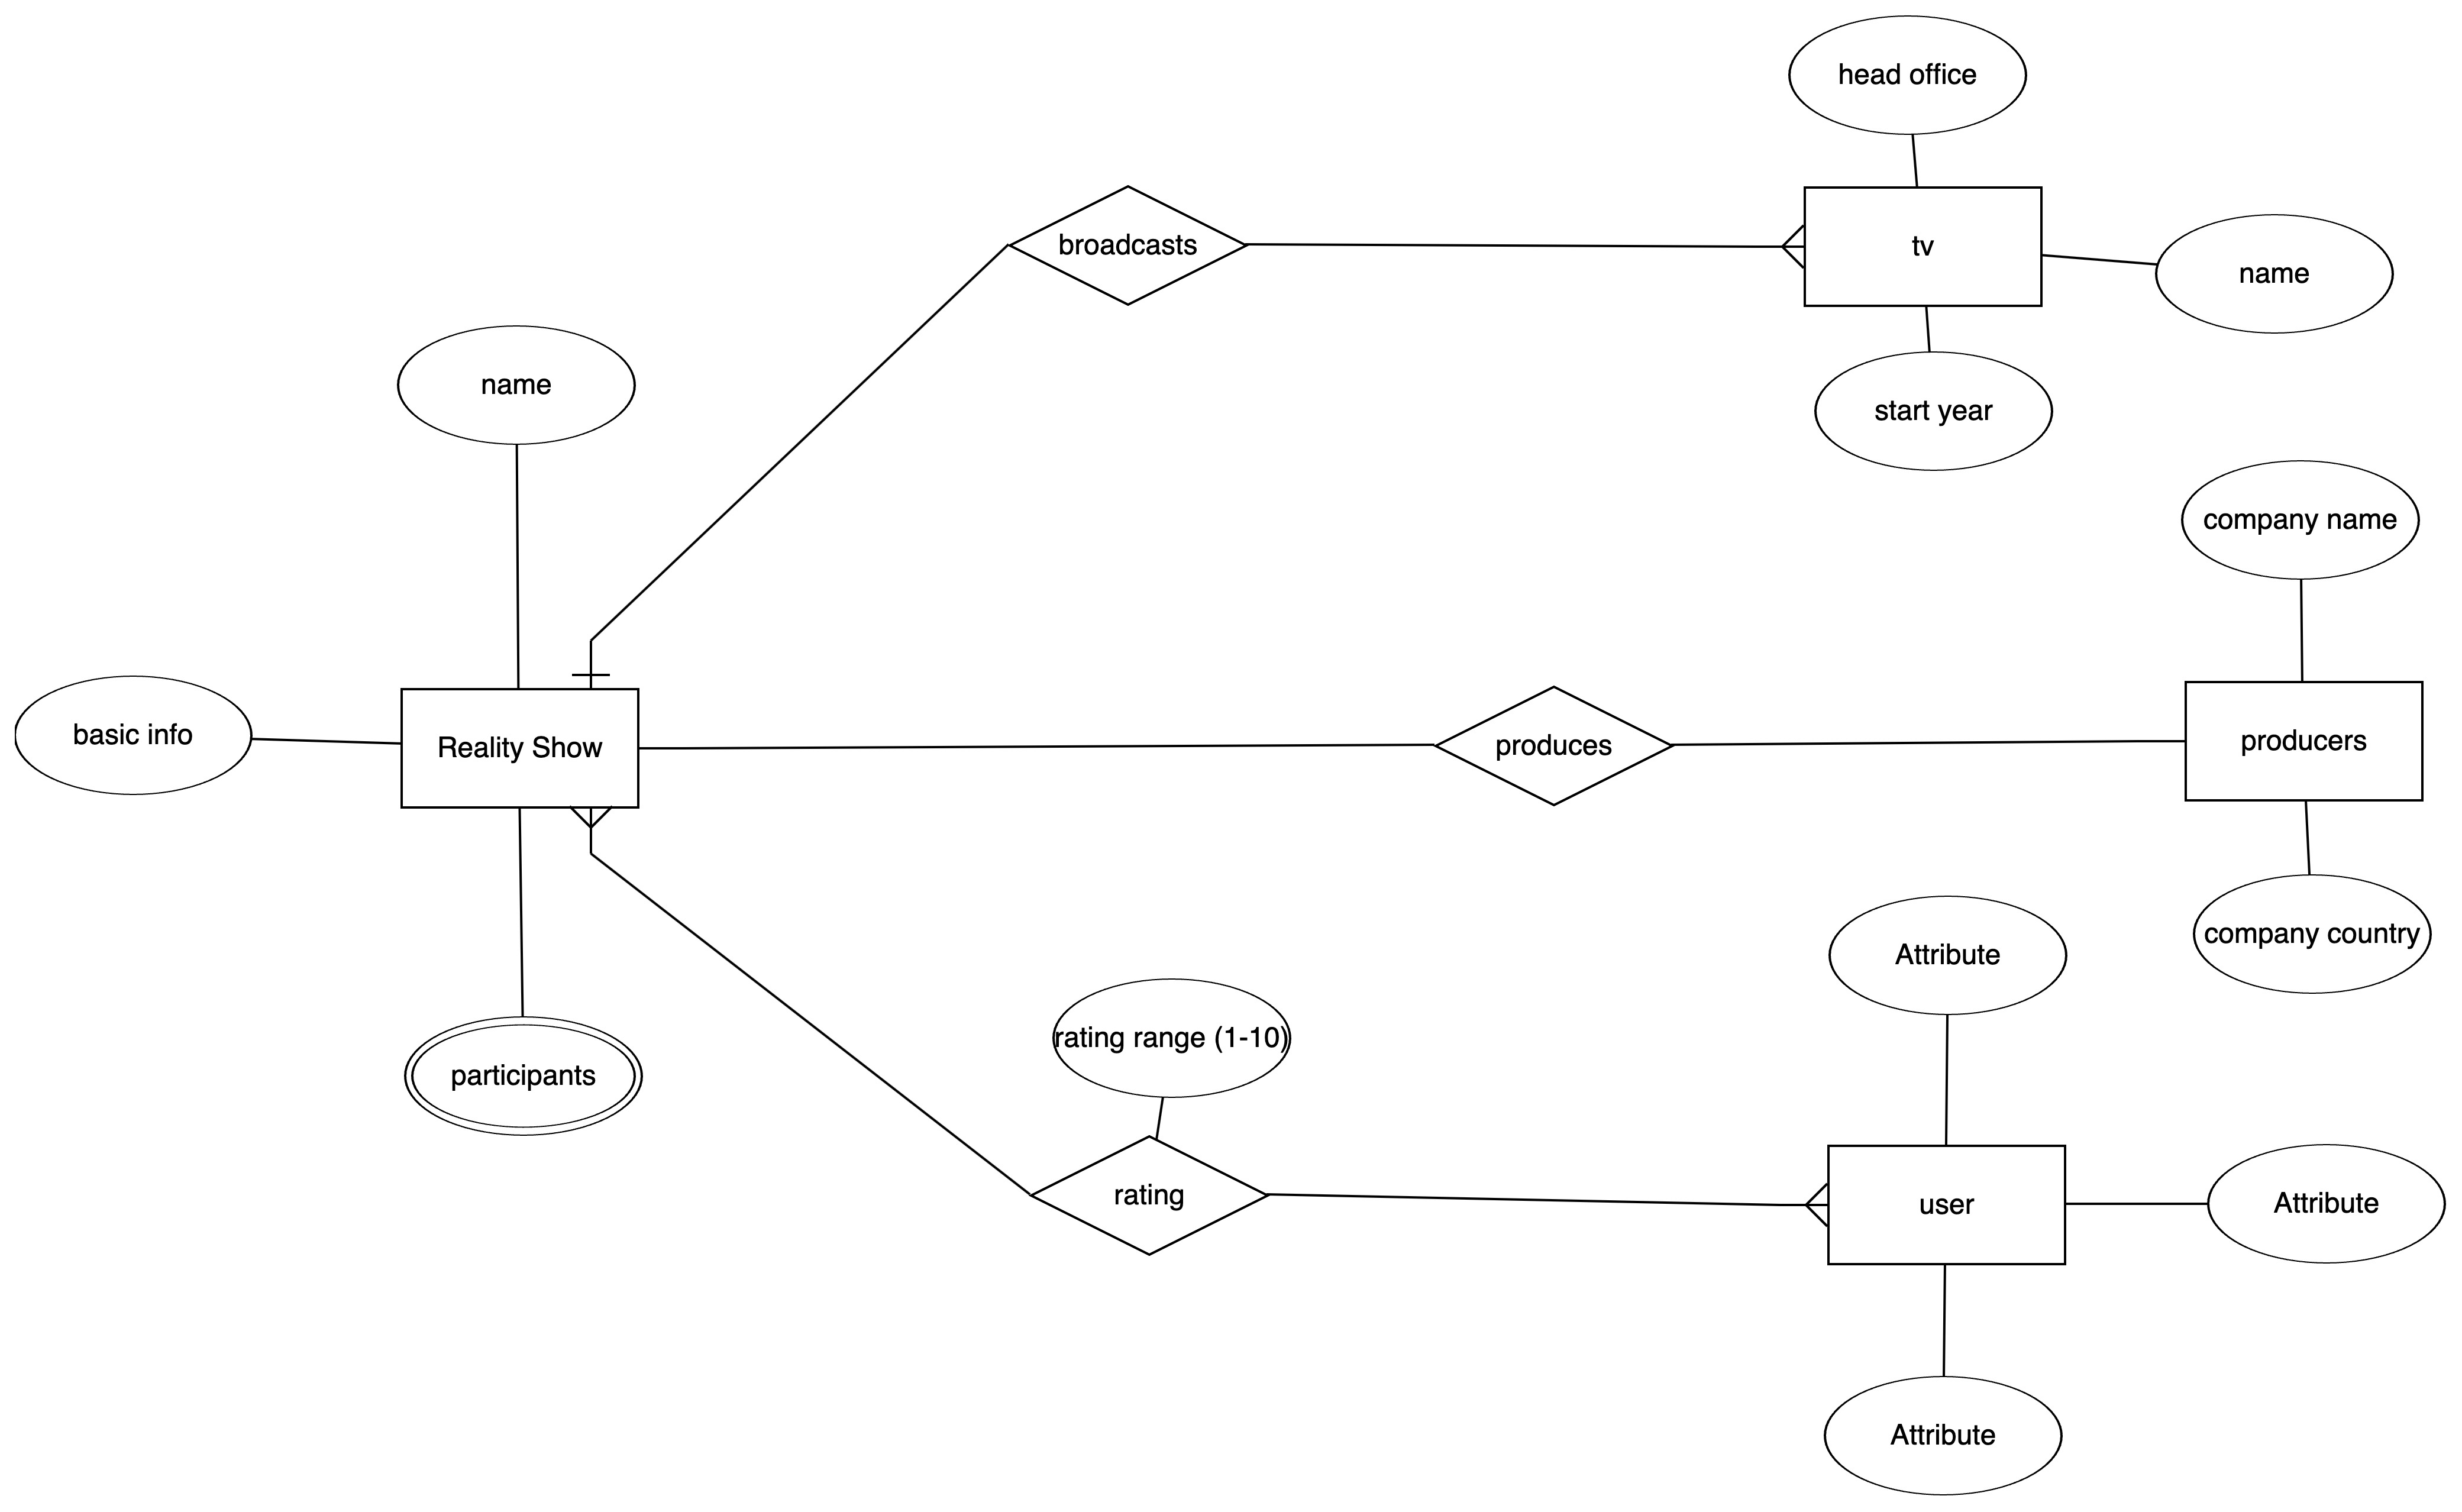 head office
broadcasts
tv
name
name
start year
company name
basic info
Reality Show
produces
producers
company country
Attribute
rating range (1-10)
participants
rating
user
Attribute
Attribute